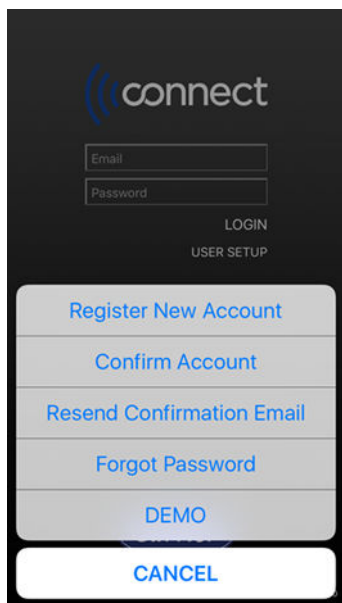 connect
Email
Password
LOGIN
USER SETUP
Register New Account
Confirm Account
Resend Confirmation Email
Forgot Password
DEMO
CANCEL